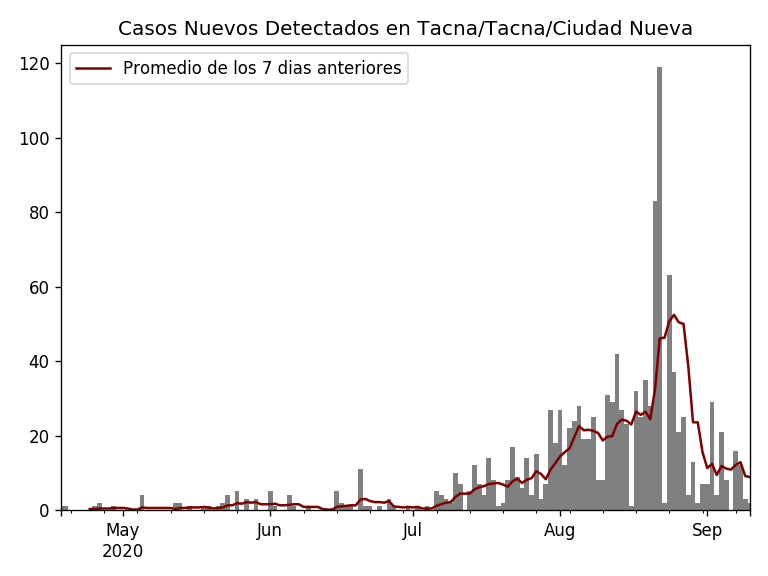 Casos Nuevos Detectados en Tacna/Tacna/Ciudad Nueva
Promedio de los 7 dias anteriores
120
100
80
60
40
20
0
May Jun Jul Aug Sep
2020